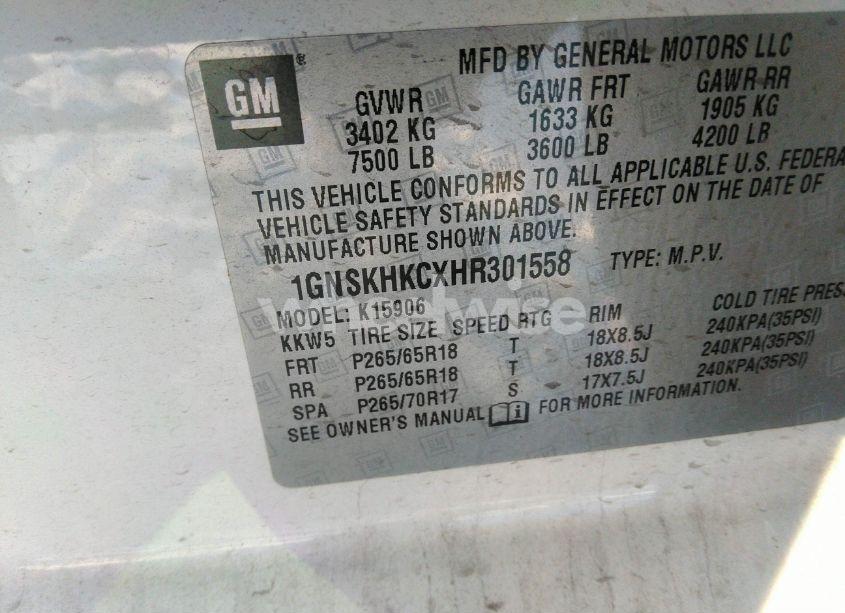 MFD BY GENERAL MOTORS LLC
GM
GVWR GAWR FRT GAWR RR
3402 KG 1633 KG 1905 KG
7500 LB 3600 LB 4200 LB
THIS VEHICLE CONFORMS TO ALL APPLICABLE U.S. FEDERA
VEHICLE SAFETY STANDARDS IN EFFECT ON THE DATE OF
MANUFACTURE SHOWN ABOVE.
1GNSKHKCXHR301558 TYPE: M.P.V.
MODEL: K15906
KKW5 TIRE SIZE SPEED RTG RIM COLD TIRE PRES
FRT P265/65R18 T 18X8.5J 240KPA(35PSI)
RR P265/65R18 T 18X8.5J 240KPA(35PSI)
SPA P265/70R17 S 17X7.5J 240KPA(35PSI)
SEE OWNER'S MANUAL FOR MORE INFORMATION.